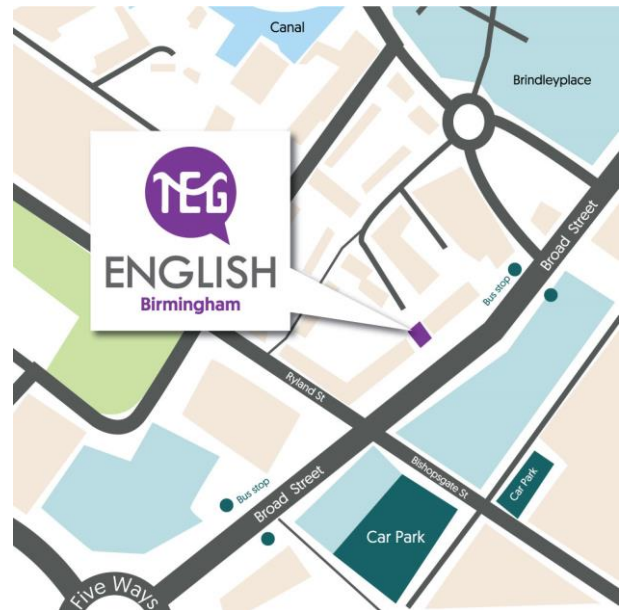 Canal
Brindleyplace
TEG
ENGLISH
Birmingham
Broad Street
Bus stop
Ryland St
Bishopsgate St
Car Park
Bus stop
Broad Street
Car Park
Five Ways